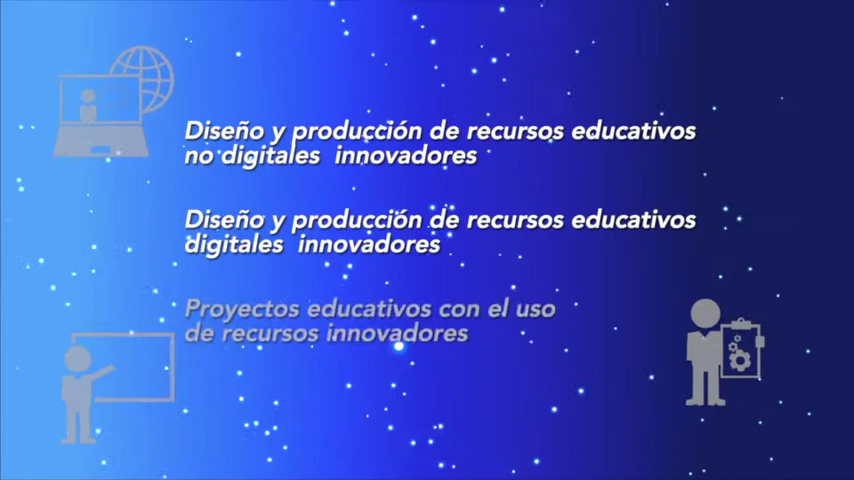 Diseño y producción de recursos educativos
no digitales innovadores
Diseño y producción de recursos educativos
digitales innovadores
Proyectos educativos con el uso
de recursos innovadores